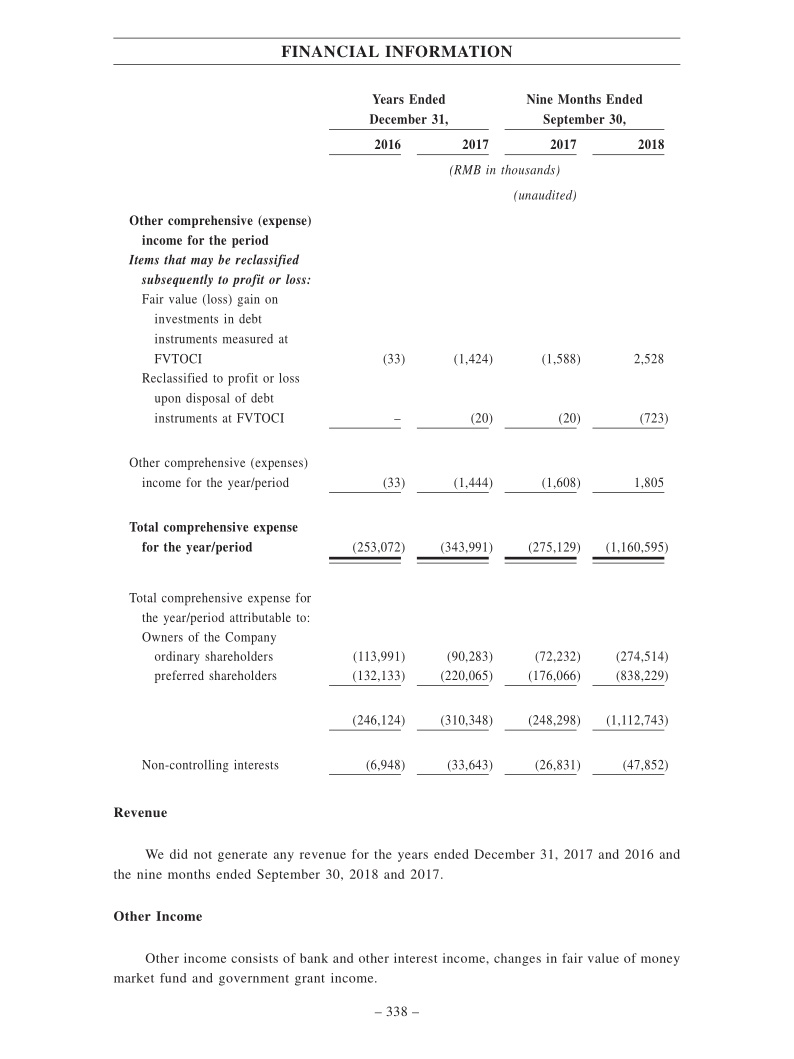 FINANCIAL INFORMATION
Years Ended December 31,
Nine Months Ended September 30,
2016 2017 2017 2018
(RMB in thousands)
(unaudited)
Other comprehensive (expense)
income for the period
Items that may be reclassified
subsequently to profit or loss:
Fair value (loss) gain on
investments in debt
instruments measured at
FVTOCI (33) (1,424) (1,588) 2,528
Reclassified to profit or loss
upon disposal of debt
instruments at FVTOCI – (20) (20) (723)
Other comprehensive (expenses)
income for the year/period (33) (1,444) (1,608) 1,805
Total comprehensive expense
for the year/period (253,072) (343,991) (275,129) (1,160,595)
Total comprehensive expense for
the year/period attributable to:
Owners of the Company
ordinary shareholders (113,991) (90,283) (72,232) (274,514)
preferred shareholders (132,133) (220,065) (176,066) (838,229)
(246,124) (310,348) (248,298) (1,112,743)
Non-controlling interests (6,948) (33,643) (26,831) (47,852)
Revenue
We did not generate any revenue for the years ended December 31, 2017 and 2016 and
the nine months ended September 30, 2018 and 2017.
Other Income
Other income consists of bank and other interest income, changes in fair value of money
market fund and government grant income.
– 338 –